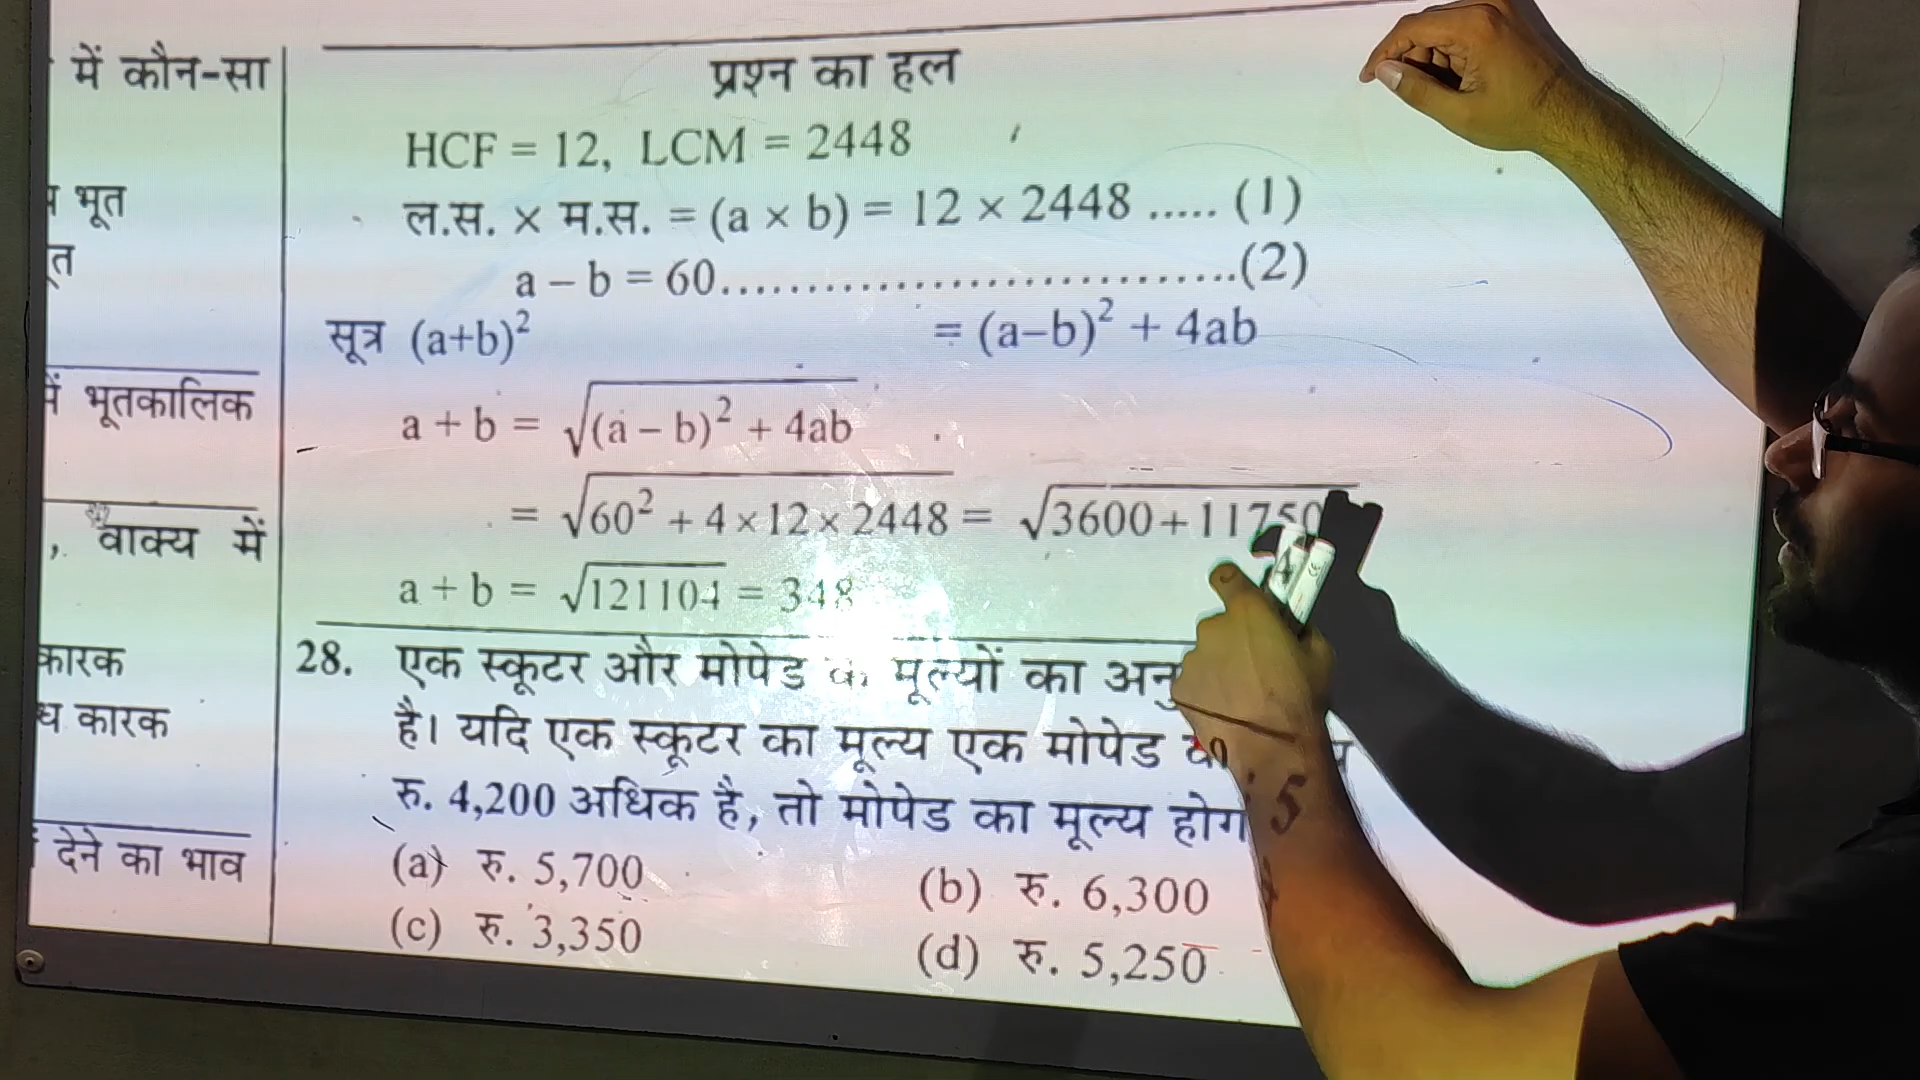 में कौन-सा
भूत
त
में भूतकालिक
, वाक्य में
कारक
ध कारक
देने का भाव
प्रश्न का हल
HCF = 12, LCM = 2448
ल.स. × म.स. = (a × b) = 12 × 2448 ..... (1)
a – b = 60......................................(2)
सूत्र (a+b)² = (a–b)² + 4ab
a + b = √(a – b)² + 4ab
= √60² + 4 × 12 × 2448 = √3600 + 11750
a + b = √121104 = 348
28. एक स्कूटर और मोपेड के मूल्यों का
है। यदि एक स्कूटर का मूल्य एक मोपेड
रु. 4,200 अधिक है, तो मोपेड का मूल्य
: 5
(a) रु. 5,700 (b) रु. 6,300
(c) रु. 3,350 (d) रु. 5,250